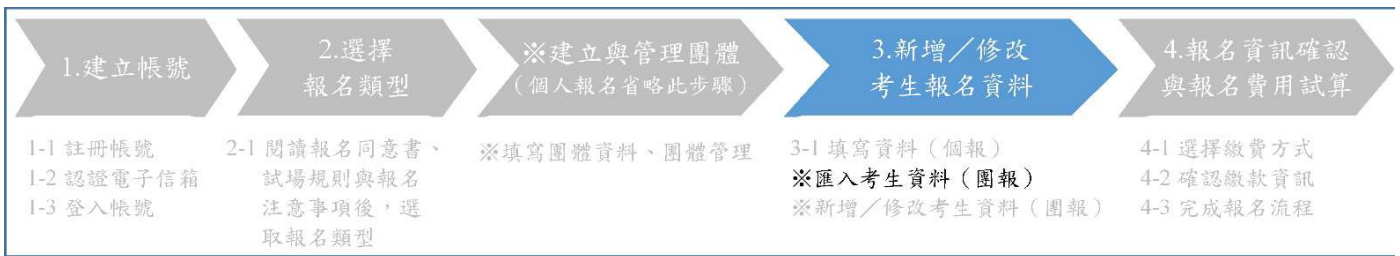 1.建立帳號
2.選擇
報名類型
※建立與管理團體
(個人報名省略此步驟)
3.新增／修改
考生報名資料
4.報名資訊確認
與報名費用試算
1-1 註冊帳號
1-2 認證電子信箱
1-3 登入帳號
2-1 閱讀報名同意書、
試場規則與報名
注意事項後，選
取報名類型
※填寫團體資料、團體管理
3-1 填寫資料（個報）
※匯入考生資料（團報）
※新增／修改考生資料（團報）
4-1 選擇繳費方式
4-2 確認繳款資訊
4-3 完成報名流程